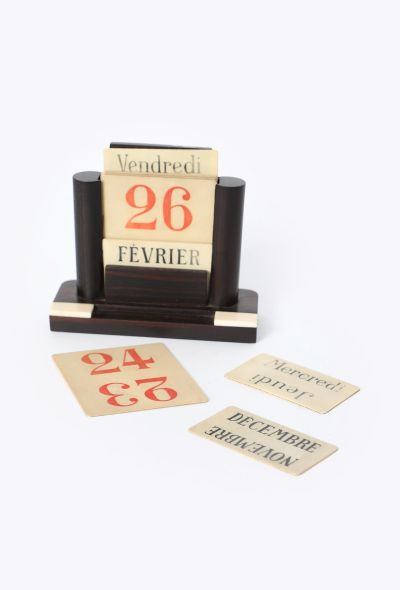 Vendredi
26
FÉVRIER
24
23
Mercredi
Jeudi
DECEMBRE
NOVEMBRE